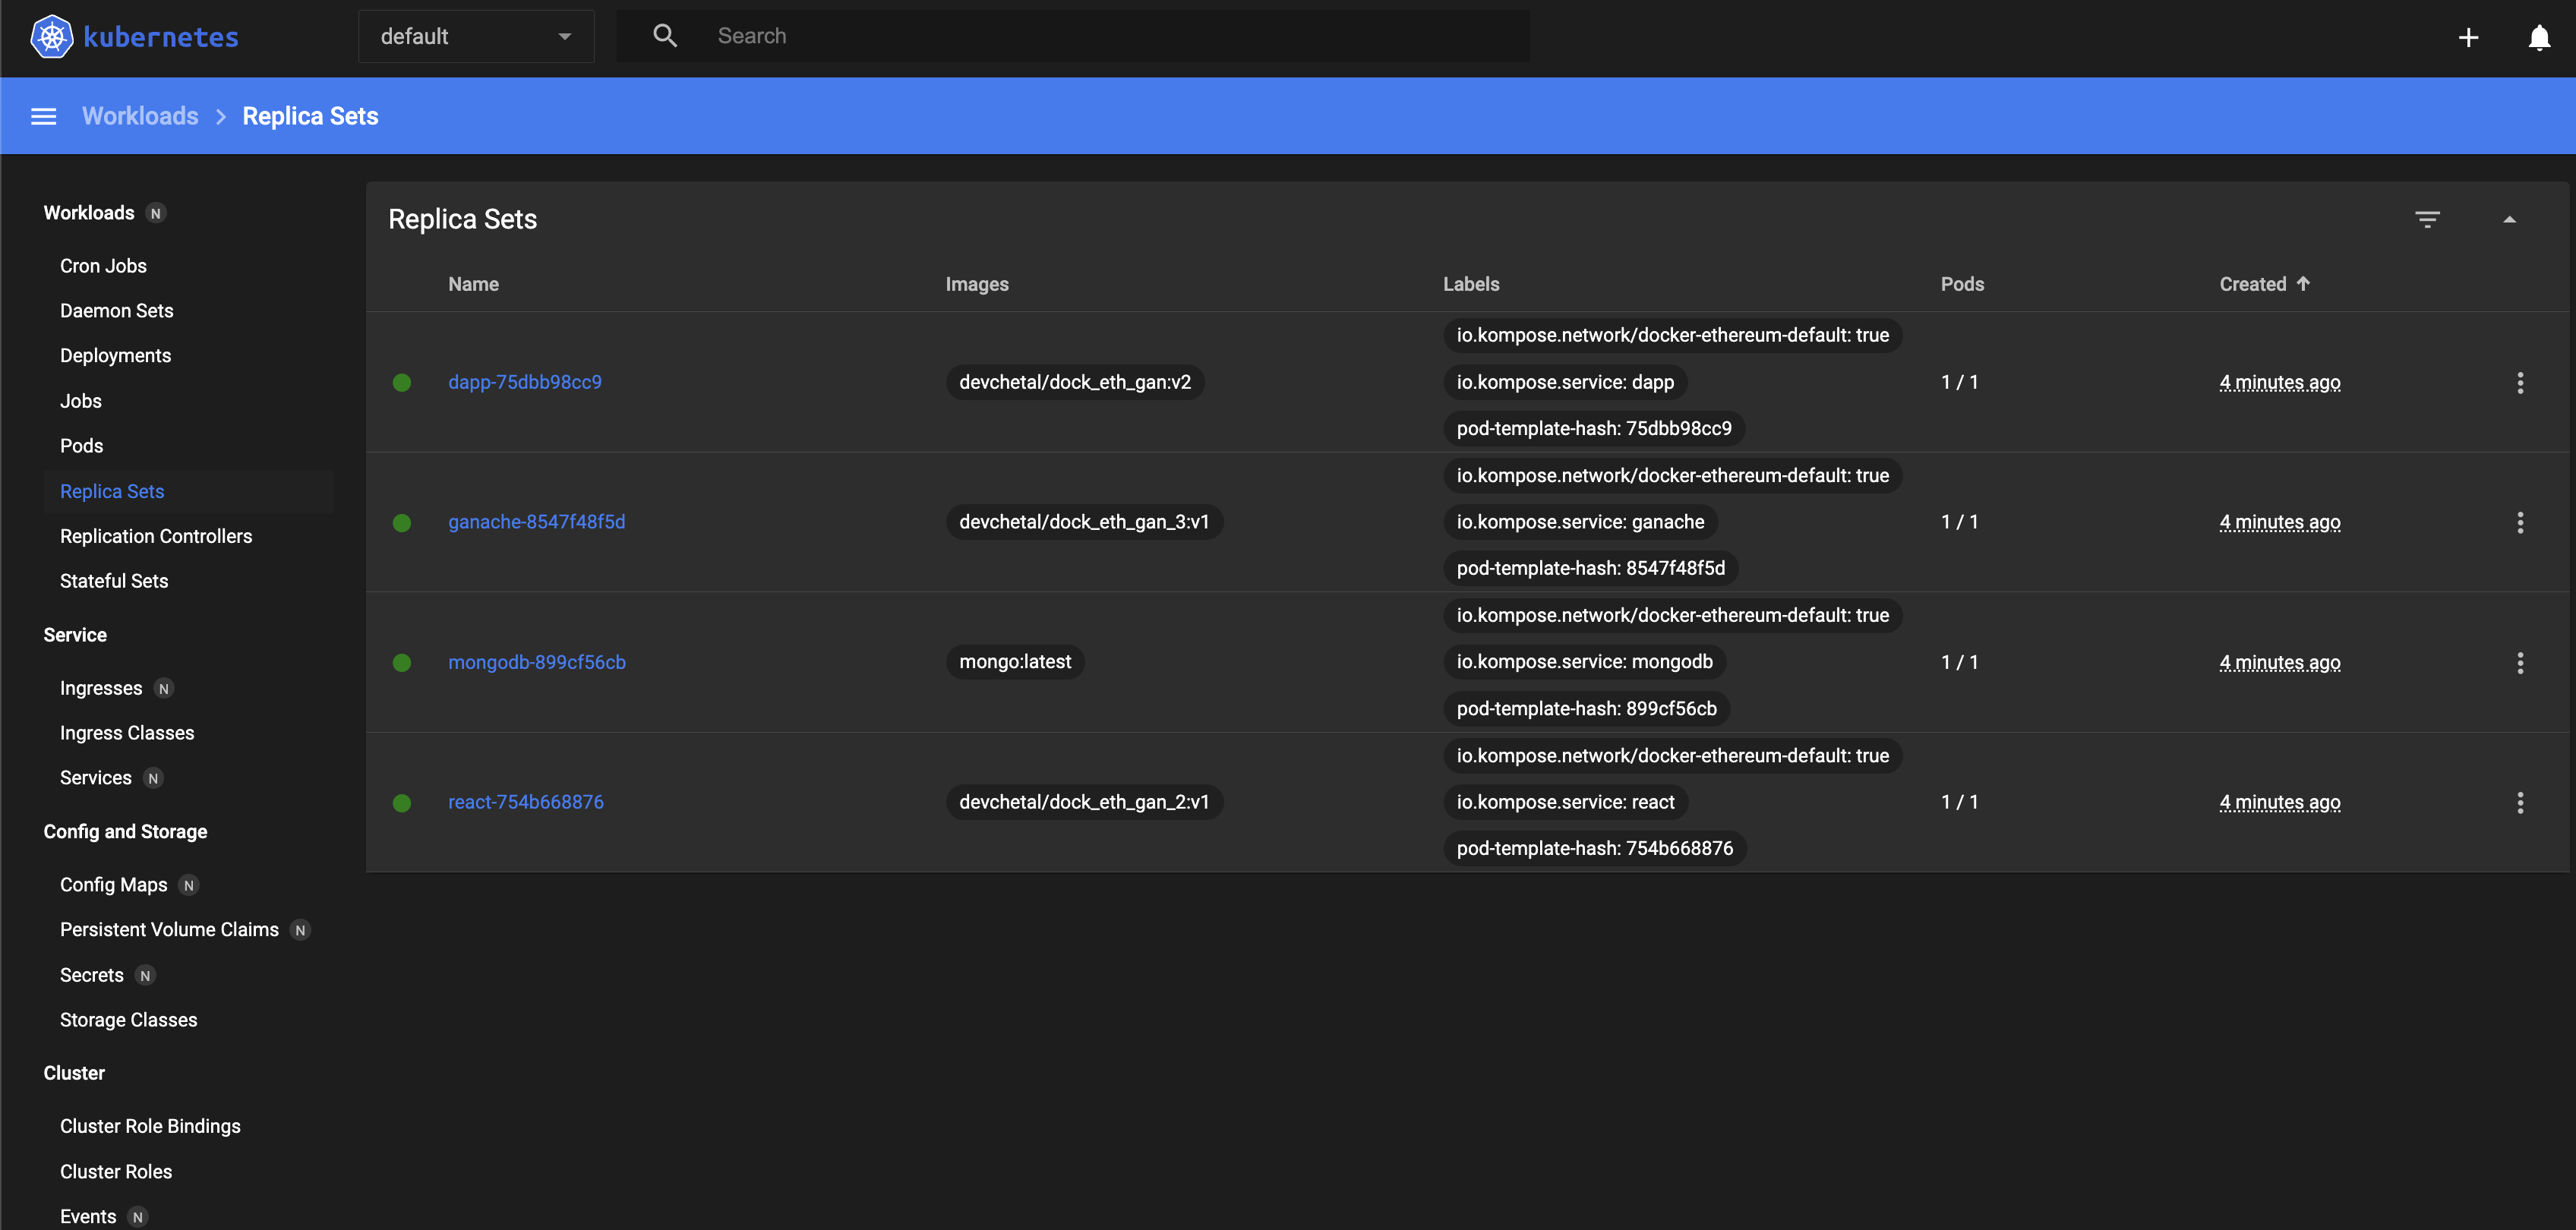 kubernetes
default
Search
Workloads > Replica Sets
Workloads N
Cron Jobs
Daemon Sets
Deployments
Jobs
Pods
Replica Sets
Replication Controllers
Stateful Sets
Service
Ingresses N
Ingress Classes
Services N
Config and Storage
Config Maps N
Persistent Volume Claims N
Secrets N
Storage Classes
Cluster
Cluster Role Bindings
Cluster Roles
Events N
Replica Sets
Name Images Labels Pods Created ↑
io.kompose.network/docker-ethereum-default: true
dapp-75dbb98cc9 devchetal/dock_eth_gan:v2 io.kompose.service: dapp 1 / 1 4 minutes ago
pod-template-hash: 75dbb98cc9
io.kompose.network/docker-ethereum-default: true
ganache-8547f48f5d devchetal/dock_eth_gan_3:v1 io.kompose.service: ganache 1 / 1 4 minutes ago
pod-template-hash: 8547f48f5d
io.kompose.network/docker-ethereum-default: true
mongodb-899cf56cb mongo:latest io.kompose.service: mongodb 1 / 1 4 minutes ago
pod-template-hash: 899cf56cb
io.kompose.network/docker-ethereum-default: true
react-754b668876 devchetal/dock_eth_gan_2:v1 io.kompose.service: react 1 / 1 4 minutes ago
pod-template-hash: 754b668876